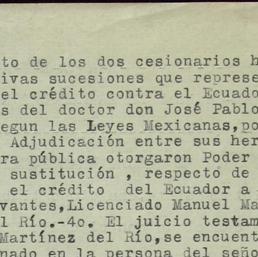 to de los dos cesionarios h
ivas sucesiones que represe
el crédito contra el Ecuado
s del doctor don José Pablo
egun las Leyes Mexicanas,po
Adjudicación entre sus her
ra pública otorgaron Poder
sustitución , respecto de
el crédito del Ecuador a
vantes,Licenciado Manuel Ma
l Río.-4o. El juicio testam
Martínez del Río,se encuent
nado en la persona del seño